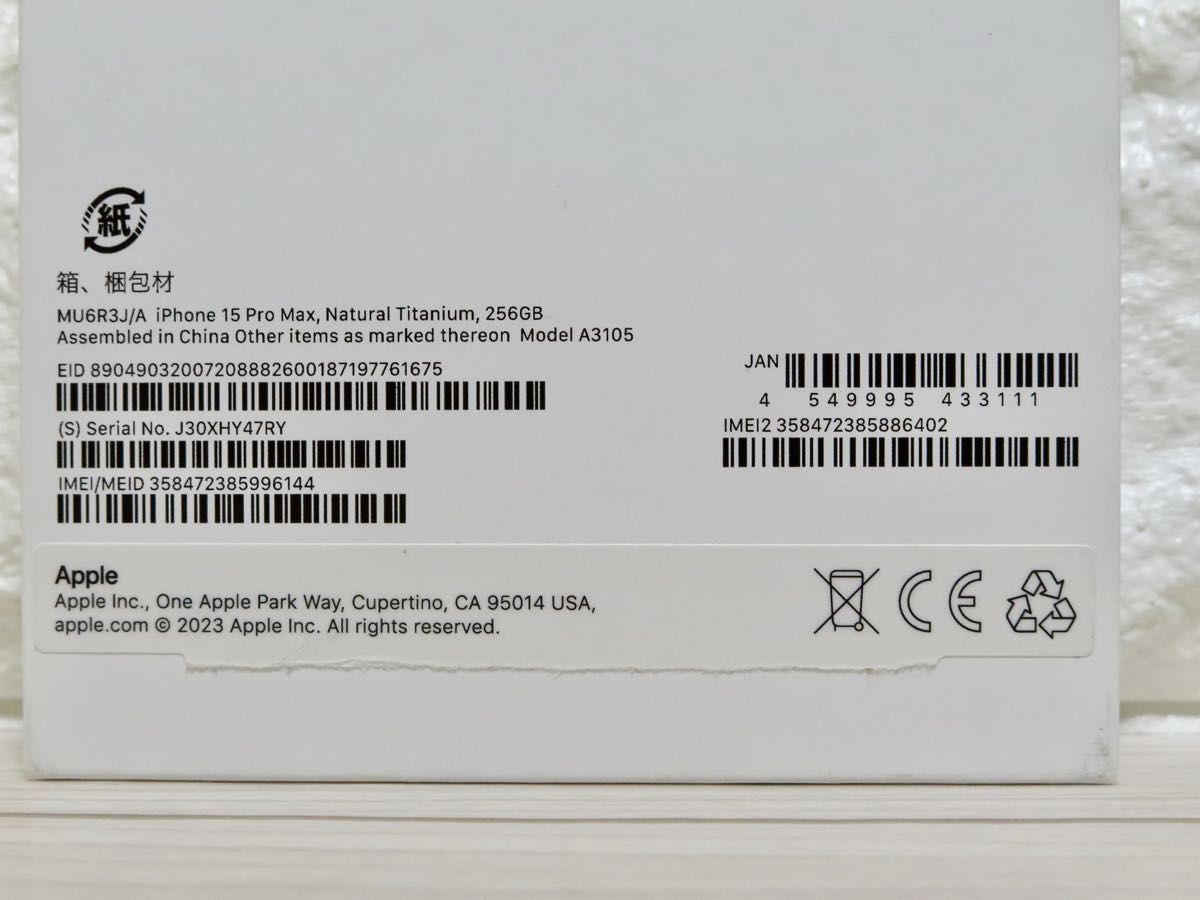 紙
箱、梱包材
MU6R3J/A iPhone 15 Pro Max, Natural Titanium, 256GB
Assembled in China Other items as marked thereon Model A3105
EID 89049032007208882600187197761675
(S) Serial No. J30XHY47RY
IMEI/MEID 358472385996144
JAN
4 549995 433111
IMEI2 358472385886402
Apple
Apple Inc., One Apple Park Way, Cupertino, CA 95014 USA,
apple.com © 2023 Apple Inc. All rights reserved.
CE